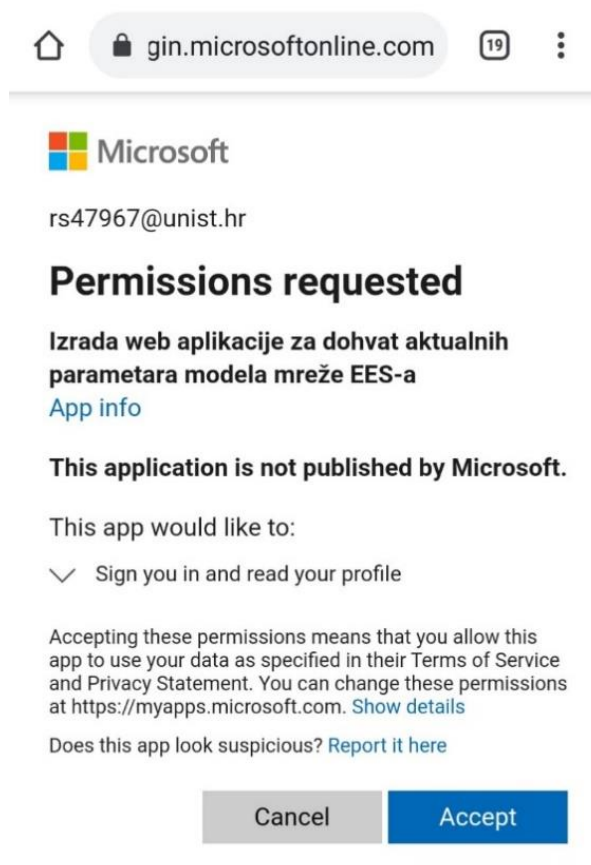 gin.microsoftonline.com 19
Microsoft
rs47967@unist.hr
Permissions requested
Izrada web aplikacije za dohvat aktualnih
parametara modela mreže EES-a
App info
This application is not published by Microsoft.
This app would like to:
Sign you in and read your profile
Accepting these permissions means that you allow this
app to use your data as specified in their Terms of Service
and Privacy Statement. You can change these permissions
at https://myapps.microsoft.com. Show details
Does this app look suspicious? Report it here
Cancel Accept